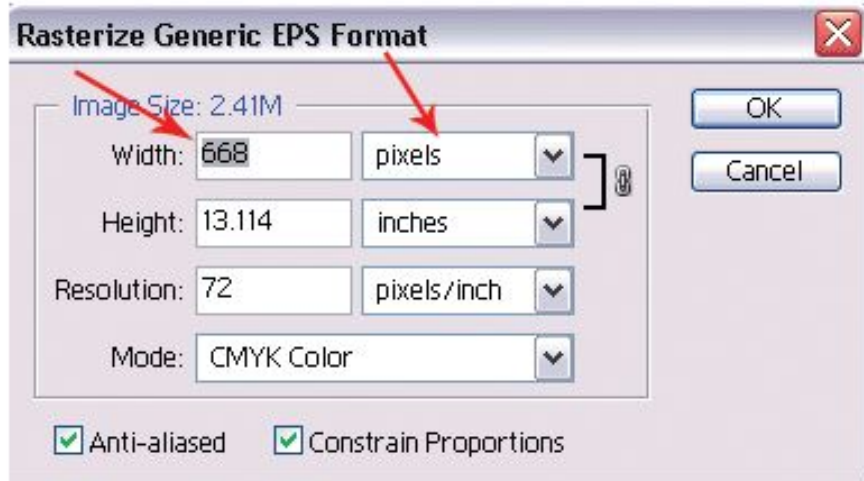 Rasterize Generic EPS Format
Image Size: 2.41M
Width: 668 pixels
Height: 13.114 inches
Resolution: 72 pixels/inch
Mode: CMYK Color
Anti-aliased Constrain Proportions
OK
Cancel